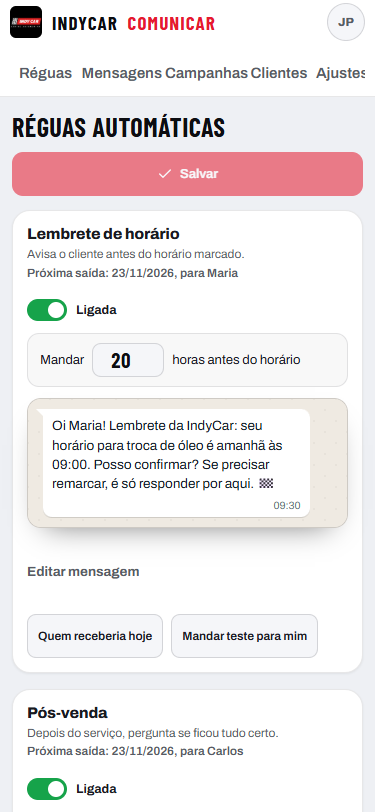 INDYCAR COMUNICAR
JP
Réguas Mensagens Campanhas Clientes Ajustes
RÉGUAS AUTOMÁTICAS
Salvar
Lembrete de horário
Avisa o cliente antes do horário marcado.
Próxima saída: 23/11/2026, para Maria
Ligada
Mandar 20 horas antes do horário
Oi Maria! Lembrete da IndyCar: seu
horário para troca de óleo é amanhã às
09:00. Posso confirmar? Se precisar
remarcar, é só responder por aqui.
09:30
Editar mensagem
Quem receberia hoje
Mandar teste para mim
Pós-venda
Depois do serviço, pergunta se ficou tudo certo.
Próxima saída: 23/11/2026, para Carlos
Ligada